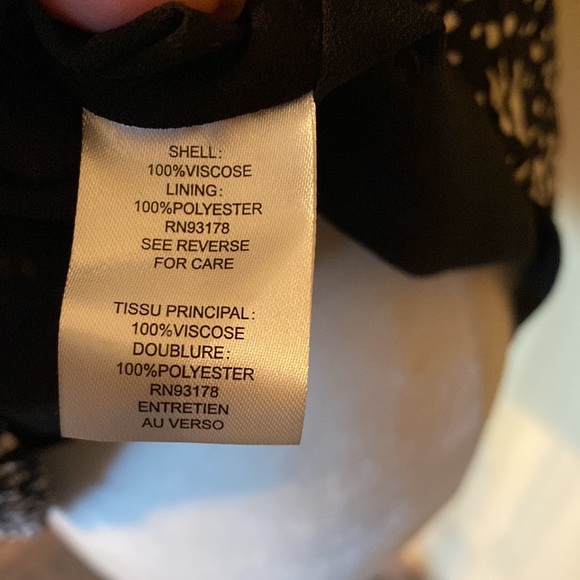 SHELL:
100%VISCOSE
LINING:
100%POLYESTER
RN93178
SEE REVERSE
FOR CARE
TISSU PRINCIPAL:
100%VISCOSE
DOUBLURE:
100%POLYESTER
RN93178
ENTRETIEN
AU VERSO